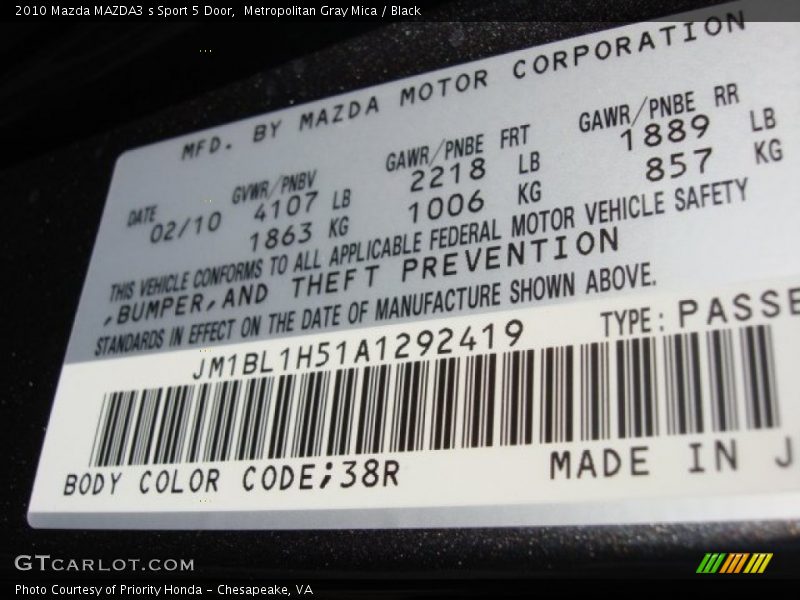 2010 Mazda MAZDA3 s Sport 5 Door, Metropolitan Gray Mica / Black
MFD. BY MAZDA MOTOR CORPORATION
DATE GVWR/PNBV GAWR/PNBE FRT GAWR/PNBE RR
02/10 4107 LB 2218 LB 1889 LB
1863 KG 1006 KG 857 KG
THIS VEHICLE CONFORMS TO ALL APPLICABLE FEDERAL MOTOR VEHICLE SAFETY
,BUMPER,AND THEFT PREVENTION
STANDARDS IN EFFECT ON THE DATE OF MANUFACTURE SHOWN ABOVE.
JM1BL1H51A1292419 TYPE: PASSE
BODY COLOR CODE;38R MADE IN J
GTCARLOT.COM
Photo Courtesy of Priority Honda - Chesapeake, VA